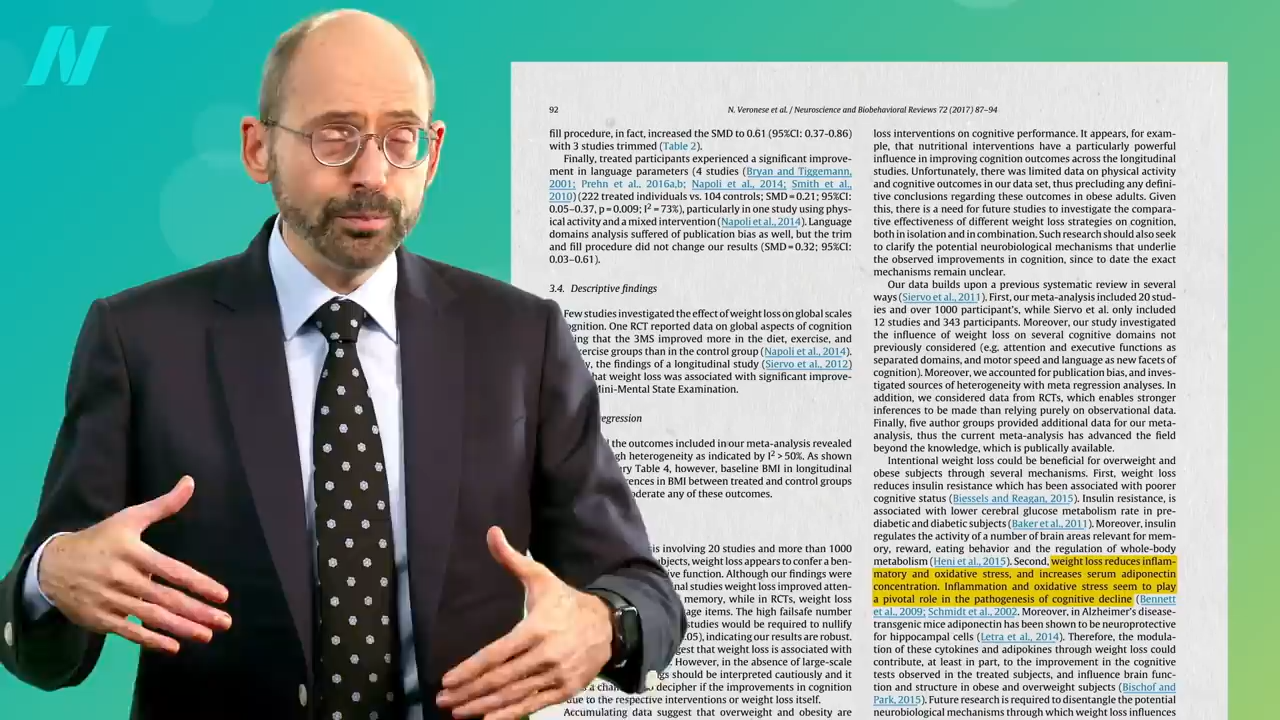 N
92
N. Veronese et al. / Neuroscience and Biobehavioral Reviews 72 (2017) 87–94
fill procedure, in fact, increased the SMD to 0.61 (95%CI: 0.37-0.86)
with 3 studies trimmed (Table 2).
Finally, treated participants experienced a significant improve-
ment in language parameters (4 studies (Bryan and Tiggemann,
2001; Prehn et al., 2016a,b; Napoli et al., 2014; Smith et al.,
2010) (222 treated individuals vs. 104 controls; SMD = 0.21; 95%CI:
0.05–0.37, p = 0.009; I² = 73%), particularly in one study using phys-
ical activity and a mixed intervention (Napoli et al., 2014). Language
domains analysis suffered of publication bias as well, but the trim
and fill procedure did not change our results (SMD = 0.32; 95%CI:
0.03–0.61).
3.4. Descriptive findings
Few studies investigated the effect of weight loss on global scales
ognition. One RCT reported data on global aspects of cognition
ing that the 3MS improved more in the diet, exercise, and
xercise groups than in the control group (Napoli et al., 2014).
y, the findings of a longitudinal study (Siervo et al., 2012)
hat weight loss was associated with significant improve-
Mini-Mental State Examination.
egression
l the outcomes included in our meta-analysis revealed
gh heterogeneity as indicated by I² > 50%. As shown
ry Table 4, however, baseline BMI in longitudinal
ences in BMI between treated and control groups
oderate any of these outcomes.
is involving 20 studies and more than 1000
bjects, weight loss appears to confer a ben-
ve function. Although our findings were
nal studies weight loss improved atten-
memory, while in RCTs, weight loss
age items. The high failsafe number
studies would be required to nullify
.05), indicating our results are robust.
gest that weight loss is associated with
However, in the absence of large-scale
gs should be interpreted cautiously and it
s a cha decipher if the improvements in cognition
due to the respective interventions or weight loss itself.
Accumulating data suggest that overweight and obesity are
loss interventions on cognitive performance. It appears, for exam-
ple, that nutritional interventions have a particularly powerful
influence in improving cognition outcomes across the longitudinal
studies. Unfortunately, there was limited data on physical activity
and cognitive outcomes in our data set, thus precluding any defini-
tive conclusions regarding these outcomes in obese adults. Given
this, there is a need for future studies to investigate the compara-
tive effectiveness of different weight loss strategies on cognition,
both in isolation and in combination. Such research should also seek
to clarify the potential neurobiological mechanisms that underlie
the observed improvements in cognition, since to date the exact
mechanisms remain unclear.
Our data builds upon a previous systematic review in several
ways (Siervo et al., 2011). First, our meta-analysis included 20 stud-
ies and over 1000 participant's, while Siervo et al. only included
12 studies and 343 participants. Moreover, our study investigated
the influence of weight loss on several cognitive domains not
previously considered (e.g. attention and executive functions as
separated domains, and motor speed and language as new facets of
cognition). Moreover, we accounted for publication bias, and inves-
tigated sources of heterogeneity with meta regression analyses. In
addition, we considered data from RCTs, which enables stronger
inferences to be made than relying purely on observational data.
Finally, five author groups provided additional data for our meta-
analysis, thus the current meta-analysis has advanced the field
beyond the knowledge, which is publically available.
Intentional weight loss could be beneficial for overweight and
obese subjects through several mechanisms. First, weight loss
reduces insulin resistance which has been associated with poorer
cognitive status (Biessels and Reagan, 2015). Insulin resistance, is
associated with lower cerebral glucose metabolism rate in pre-
diabetic and diabetic subjects (Baker et al., 2011). Moreover, insulin
regulates the activity of a number of brain areas relevant for mem-
ory, reward, eating behavior and the regulation of whole-body
metabolism (Heni et al., 2015). Second, weight loss reduces inflam-
matory and oxidative stress, and increases serum adiponectin
concentration. Inflammation and oxidative stress seem to play
a pivotal role in the pathogenesis of cognitive decline (Bennett
et al., 2009; Schmidt et al., 2002. Moreover, in Alzheimer's disease-
transgenic mice adiponectin has been shown to be neuroprotective
for hippocampal cells (Letra et al., 2014). Therefore, the modula-
tion of these cytokines and adipokines through weight loss could
contribute, at least in part, to the improvement in the cognitive
tests observed in the treated subjects, and influence brain func-
tion and structure in obese and overweight subjects (Bischof and
Park, 2015). Future research is required to disentangle the potential
neurobiological mechanisms through which weight loss influences